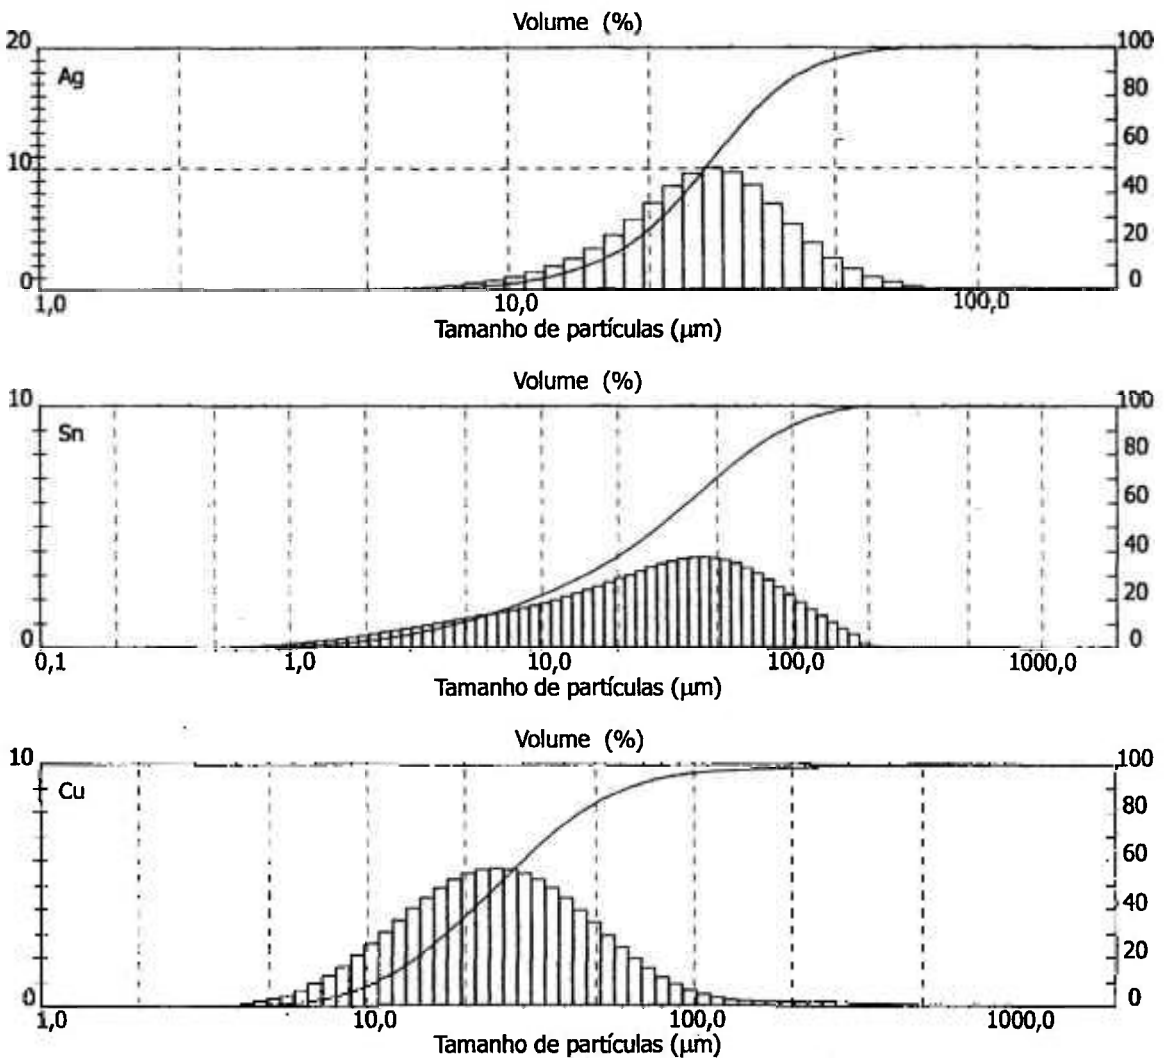 Volume (%)
20 100
Ag
80
60
10
40
20
0 0
1,0 10,0 100,0
Tamanho de partículas (µm)
Volume (%)
10 100
Sn
80
60
40
20
0 0
0,1 1,0 10,0 100,0 1000,0
Tamanho de partículas (µm)
Volume (%)
10 100
Cu
80
60
40
20
0 0
1,0 10,0 100,0 1000,0
Tamanho de partículas (µm)